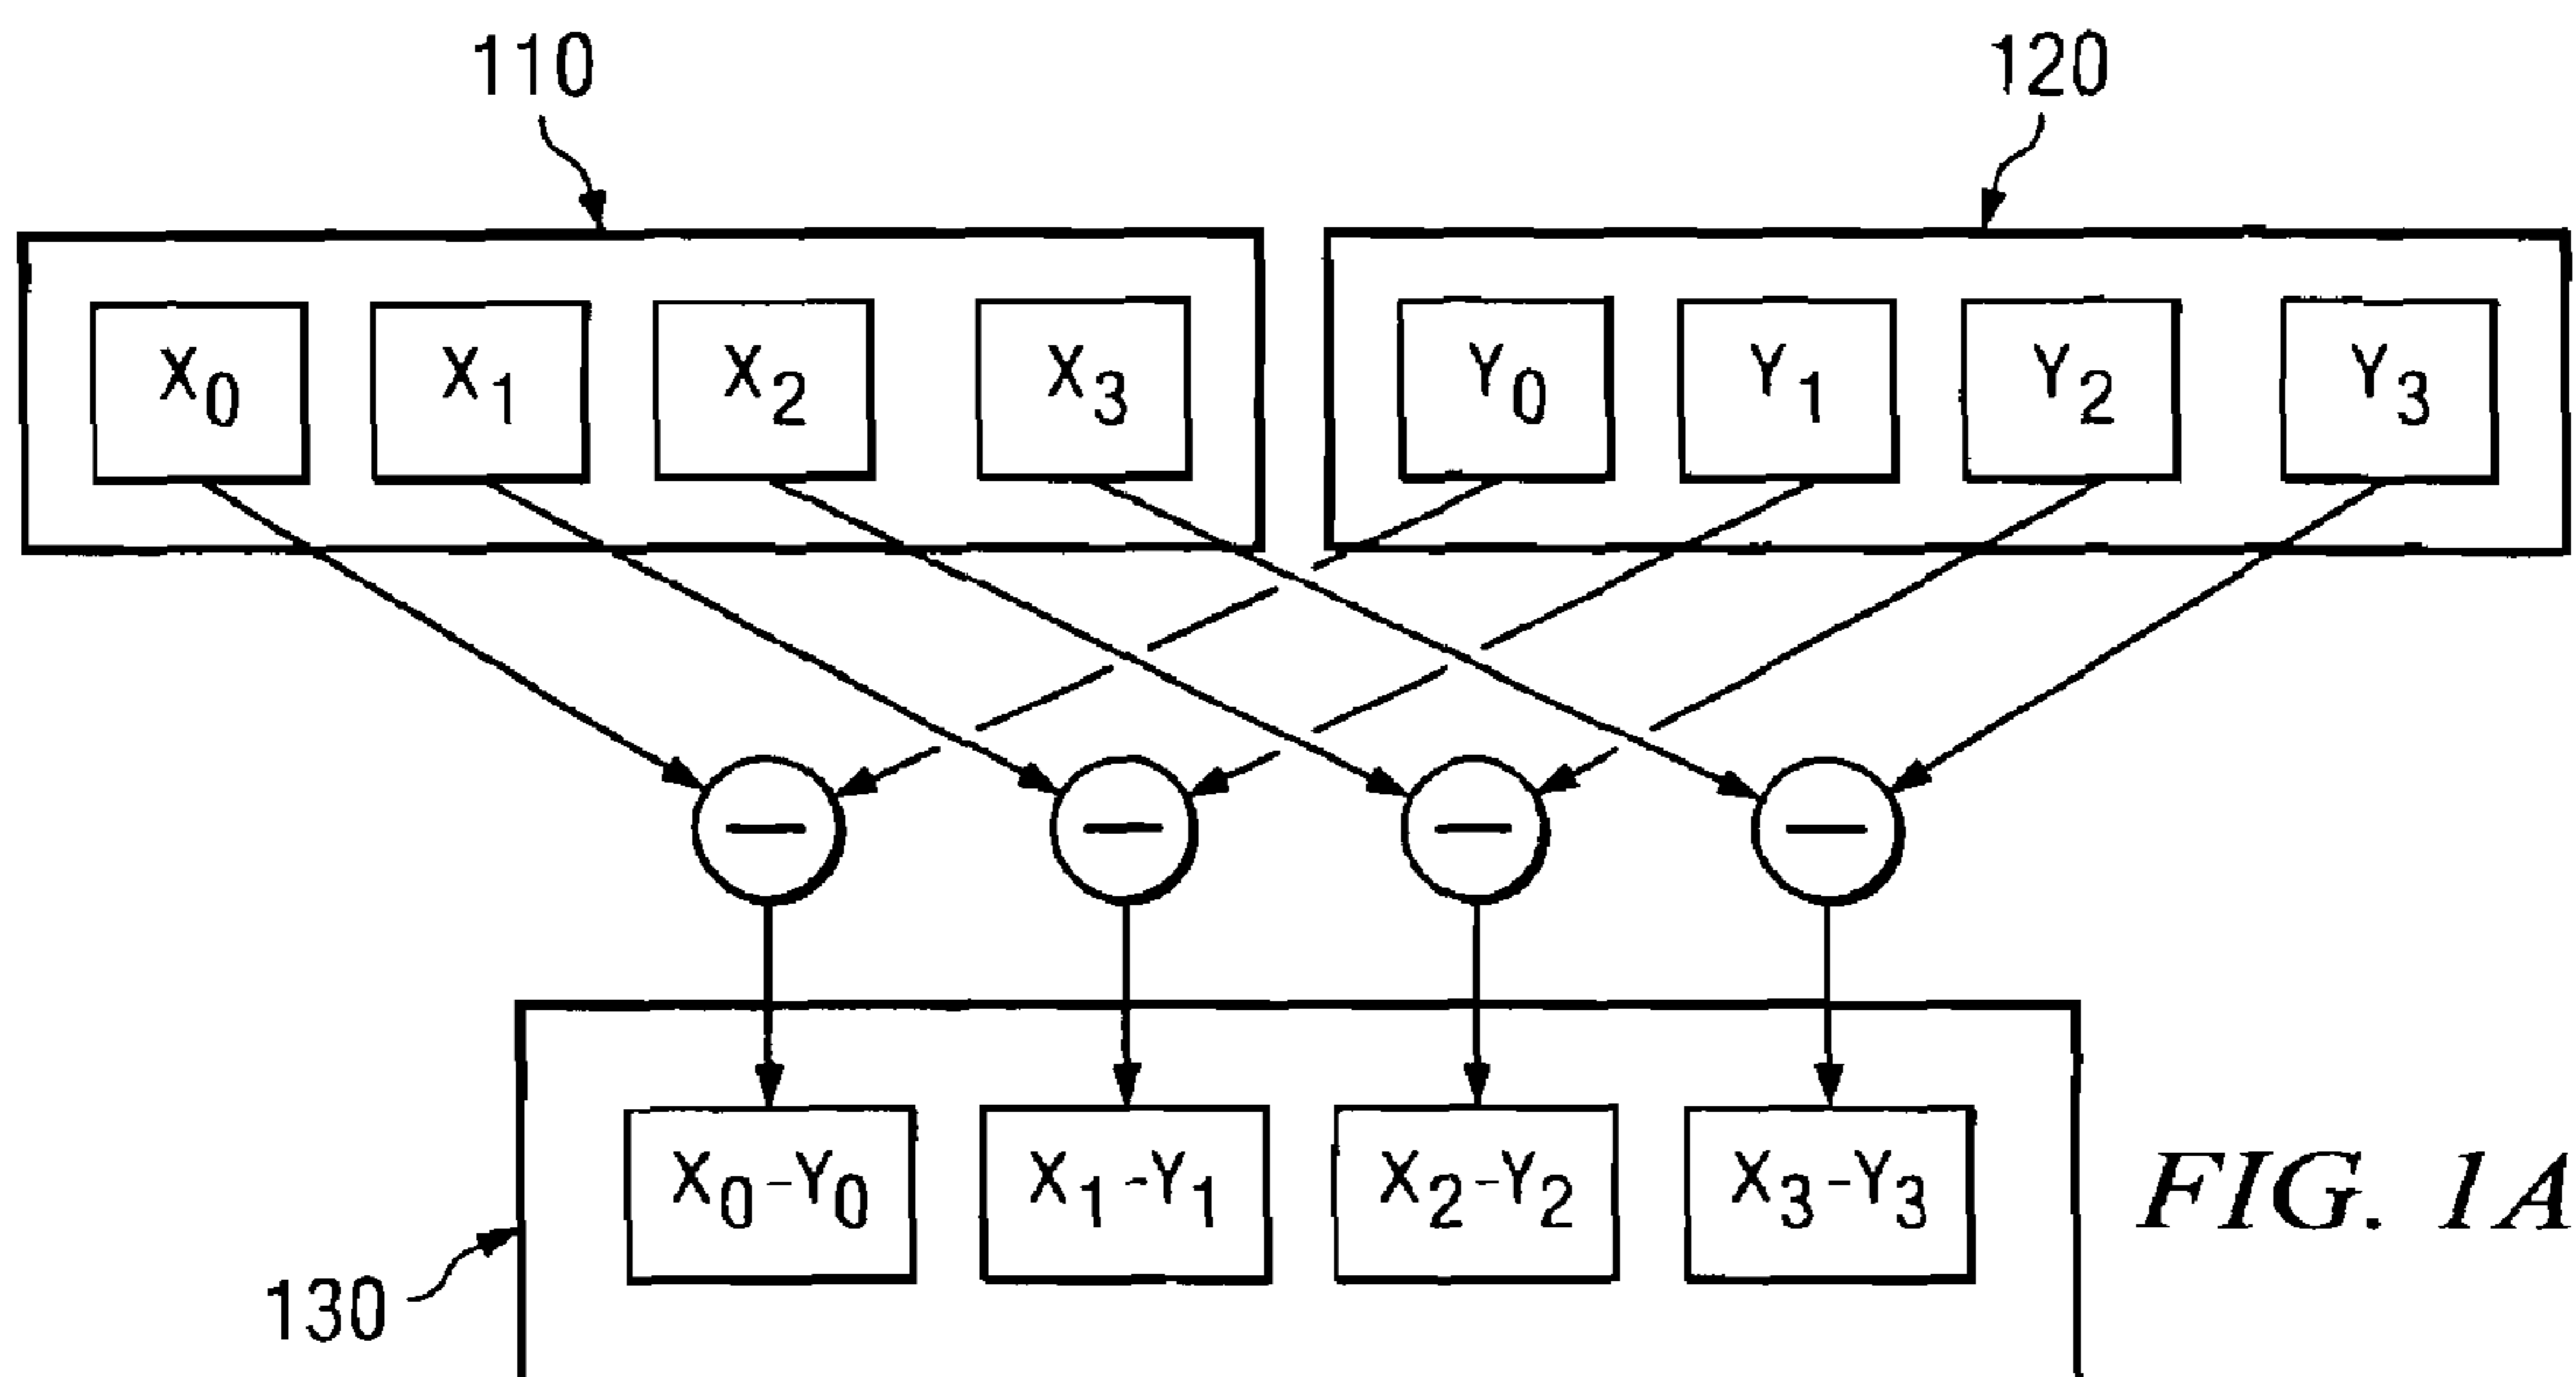 110 120
X0 X1 X2 X3 Y0 Y1 Y2 Y3
— — — —
X0-Y0 X1-Y1 X2-Y2 X3-Y3
FIG. 1A
130